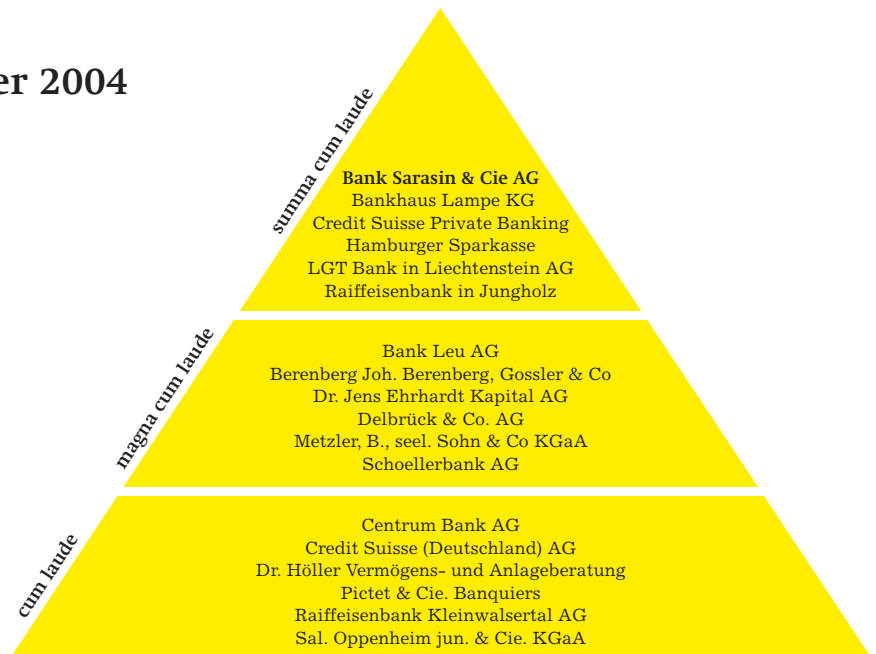 er 2004
summa cum laude
Bank Sarasin & Cie AG
Bankhaus Lampe KG
Credit Suisse Private Banking
Hamburger Sparkasse
LGT Bank in Liechtenstein AG
Raiffeisenbank in Jungholz
magna cum laude
Bank Leu AG
Berenberg Joh. Berenberg, Gossler & Co
Dr. Jens Ehrhardt Kapital AG
Delbrück & Co. AG
Metzler, B., seel. Sohn & Co KGaA
Schoellerbank AG
cum laude
Centrum Bank AG
Credit Suisse (Deutschland) AG
Dr. Höller Vermögens- und Anlageberatung
Pictet & Cie. Banquiers
Raiffeisenbank Kleinwalsertal AG
Sal. Oppenheim jun. & Cie. KGaA